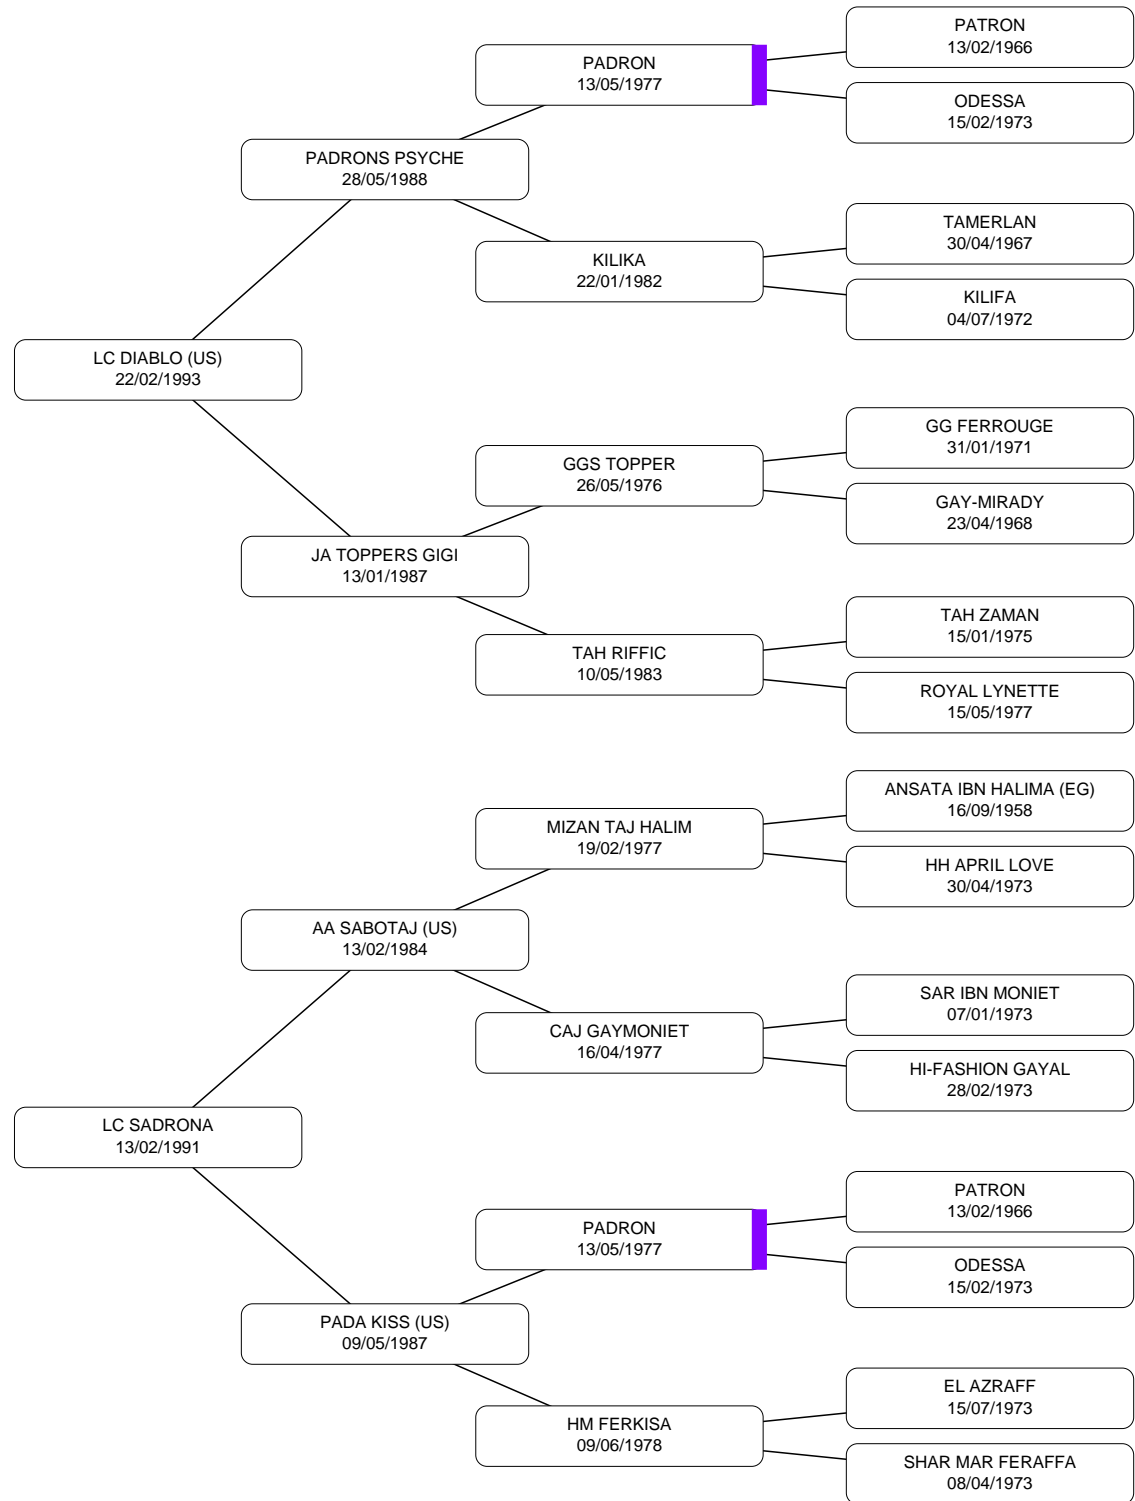 PATRON
13/02/1966
PADRON
13/05/1977
ODESSA
15/02/1973
PADRONS PSYCHE
28/05/1988
TAMERLAN
30/04/1967
KILIKA
22/01/1982
KILIFA
04/07/1972
LC DIABLO (US)
22/02/1993
GG FERROUGE
31/01/1971
GGS TOPPER
26/05/1976
GAY-MIRADY
23/04/1968
JA TOPPERS GIGI
13/01/1987
TAH ZAMAN
15/01/1975
TAH RIFFIC
10/05/1983
ROYAL LYNETTE
15/05/1977
ANSATA IBN HALIMA (EG)
16/09/1958
MIZAN TAJ HALIM
19/02/1977
HH APRIL LOVE
30/04/1973
AA SABOTAJ (US)
13/02/1984
SAR IBN MONIET
07/01/1973
CAJ GAYMONIET
16/04/1977
HI-FASHION GAYAL
28/02/1973
LC SADRONA
13/02/1991
PATRON
13/02/1966
PADRON
13/05/1977
ODESSA
15/02/1973
PADA KISS (US)
09/05/1987
EL AZRAFF
15/07/1973
HM FERKISA
09/06/1978
SHAR MAR FERAFFA
08/04/1973